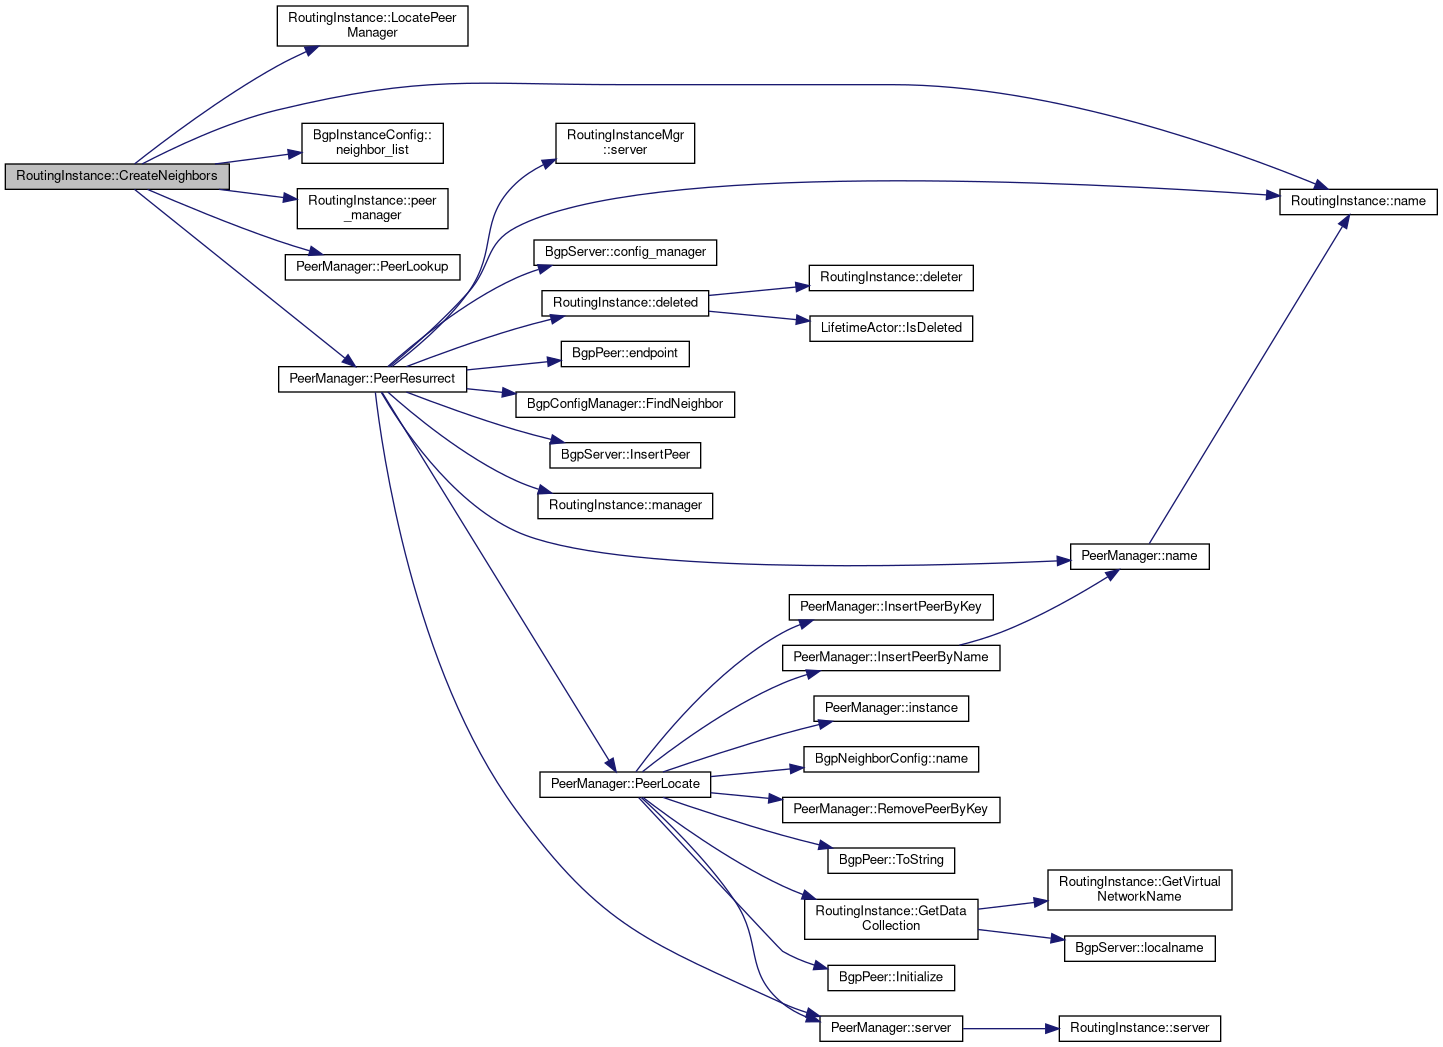 RoutingInstance::LocatePeer
Manager
BgpInstanceConfig::
neighbor_list
RoutingInstanceMgr
::server
RoutingInstance::CreateNeighbors
RoutingInstance::peer
_manager
RoutingInstance::name
PeerManager::PeerLookup
BgpServer::config_manager
RoutingInstance::deleter
RoutingInstance::deleted
LifetimeActor::IsDeleted
BgpPeer::endpoint
PeerManager::PeerResurrect
BgpConfigManager::FindNeighbor
BgpServer::InsertPeer
RoutingInstance::manager
PeerManager::name
PeerManager::InsertPeerByKey
PeerManager::InsertPeerByName
PeerManager::instance
BgpNeighborConfig::name
PeerManager::PeerLocate
PeerManager::RemovePeerByKey
BgpPeer::ToString
RoutingInstance::GetVirtual
NetworkName
RoutingInstance::GetData
Collection
BgpServer::localname
BgpPeer::Initialize
PeerManager::server
RoutingInstance::server